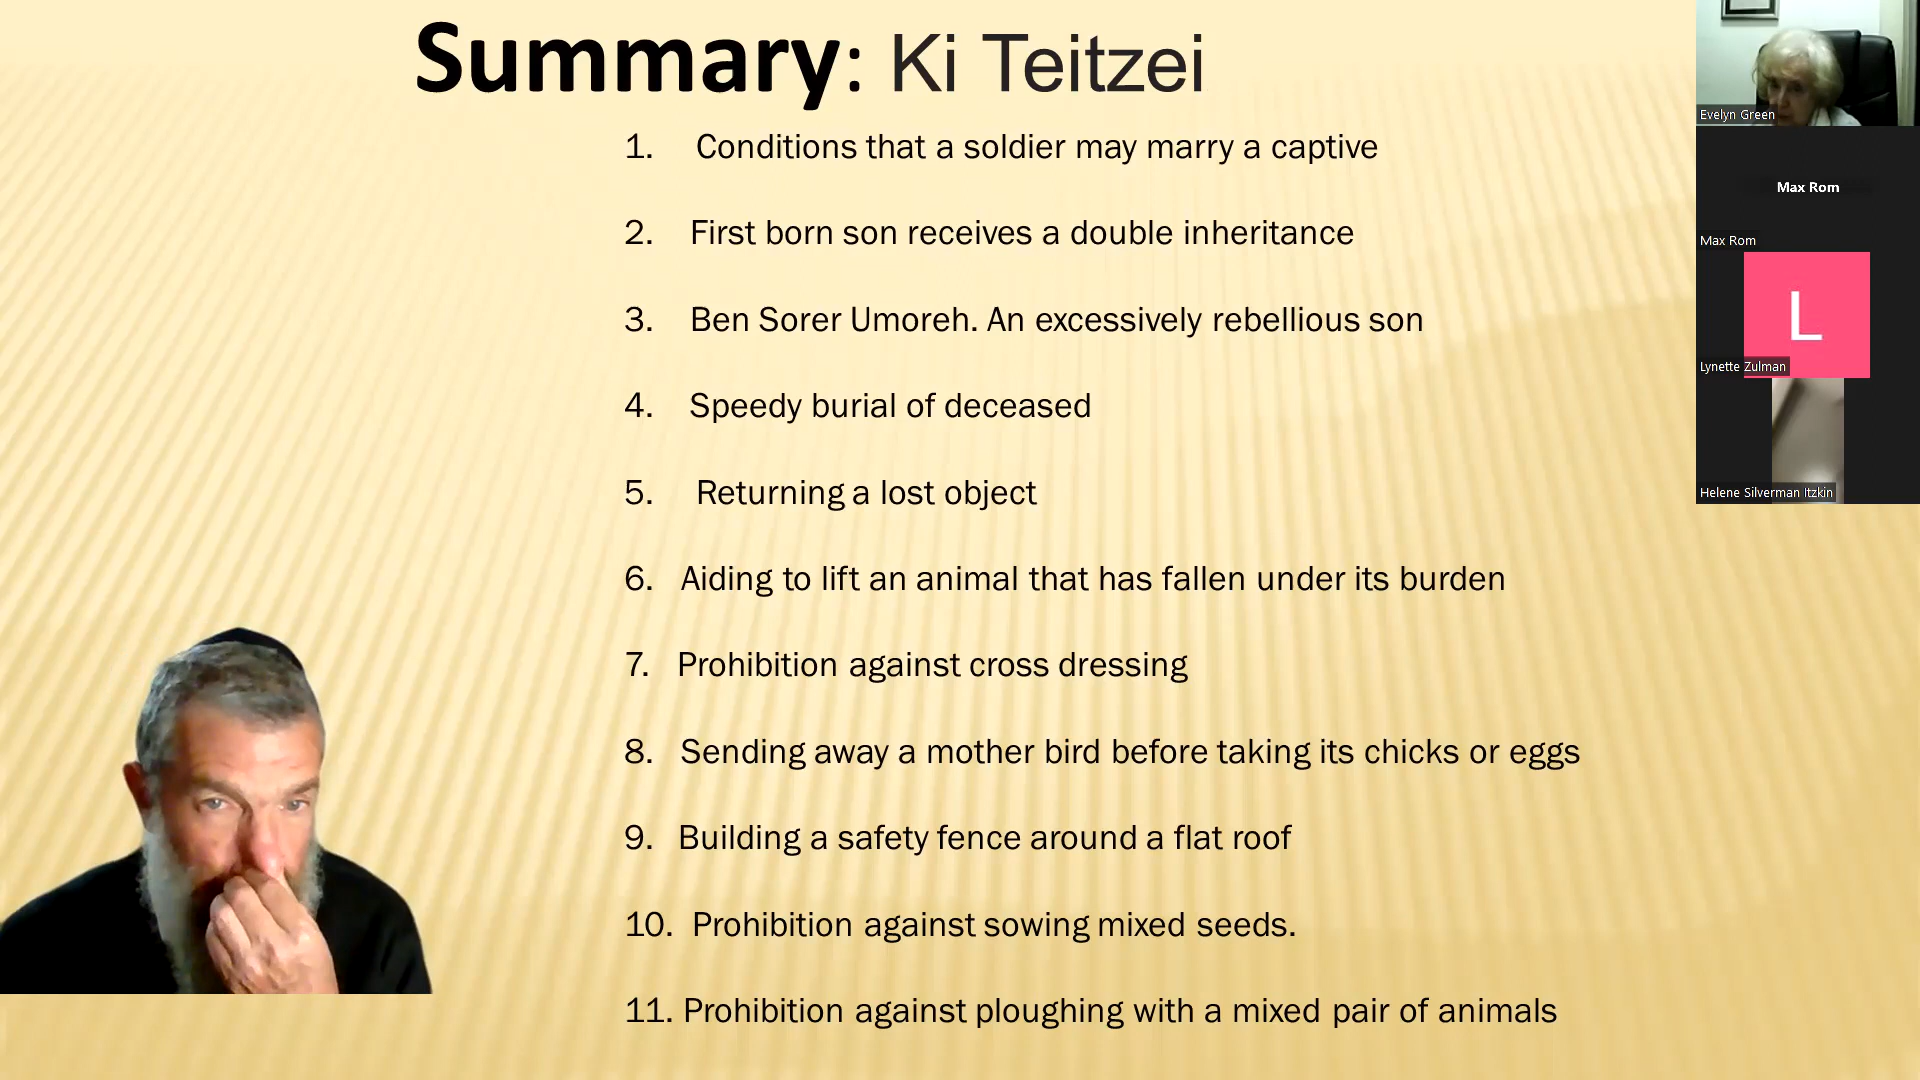 Summary: Ki Teitzei
1. Conditions that a soldier may marry a captive
2. First born son receives a double inheritance
3. Ben Sorer Umoreh. An excessively rebellious son
4. Speedy burial of deceased
5. Returning a lost object
6. Aiding to lift an animal that has fallen under its burden
7. Prohibition against cross dressing
8. Sending away a mother bird before taking its chicks or eggs
9. Building a safety fence around a flat roof
10. Prohibition against sowing mixed seeds.
11. Prohibition against ploughing with a mixed pair of animals
Evelyn Green
Max Rom
Max Rom
L
Lynette Zulman
Helene Silverman Itzkin